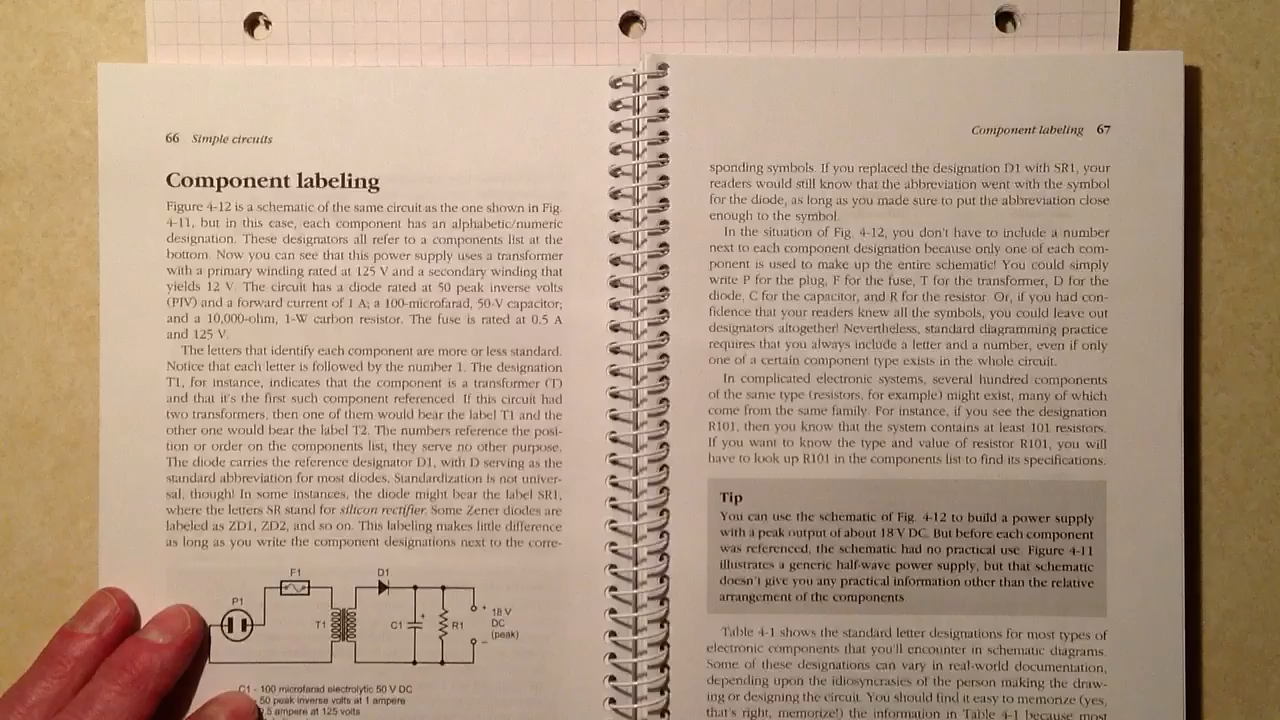 66 Simple circuits
Component labeling
Figure 4-12 is a schematic of the same circuit as the one shown in Fig.
4-11, but in this case, each component has an alphabetic/numeric
designation. These designators all refer to a components list at the
bottom. Now you can see that this power supply uses a transformer
with a primary winding rated at 125 V and a secondary winding that
yields 12 V. The circuit has a diode rated at 50 peak inverse volts
(PIV) and a forward current of 1 A; a 100-microfarad, 50-V capacitor;
and a 10,000-ohm, 1-W carbon resistor. The fuse is rated at 0.5 A
and 125 V.
The letters that identify each component are more or less standard.
Notice that each letter is followed by the number 1. The designation
T1, for instance, indicates that the component is a transformer (T)
and that it's the first such component referenced. If this circuit had
two transformers, then one of them would bear the label T1 and the
other one would bear the label T2. The numbers reference the posi-
tion or order on the components list, they serve no other purpose.
The diode carries the reference designator D1, with D serving as the
standard abbreviation for most diodes. Standardization is not univer-
sal, though! In some instances, the diode might bear the label SR1,
where the letters SR stand for silicon rectifier. Some Zener diodes are
labeled as ZD1, ZD2, and so on. This labeling makes little difference
as long as you write the component designations next to the corre-
F1
D1
P1
T1
C1
+
R1
+
18 V
DC
(peak)
–
C1 - 100 microfarad electrolytic 50 V DC
50 peak inverse volts at 1 ampere
0.5 ampere at 125 volts
Component labeling 67
sponding symbols. If you replaced the designation D1 with SR1, your
readers would still know that the abbreviation went with the symbol
for the diode, as long as you made sure to put the abbreviation close
enough to the symbol.
In the situation of Fig. 4-12, you don't have to include a number
next to each component designation because only one of each com-
ponent is used to make up the entire schematic! You could simply
write P for the plug, F for the fuse, T for the transformer, D for the
diode, C for the capacitor, and R for the resistor. Or, if you had con-
fidence that your readers knew all the symbols, you could leave out
designators altogether! Nevertheless, standard diagramming practice
requires that you always include a letter and a number, even if only
one of a certain component type exists in the whole circuit.
In complicated electronic systems, several hundred components
of the same type (resistors, for example) might exist, many of which
come from the same family. For instance, if you see the designation
R101, then you know that the system contains at least 101 resistors.
If you want to know the type and value of resistor R101, you will
have to look up R101 in the components list to find its specifications.
Tip
You can use the schematic of Fig. 4-12 to build a power supply
with a peak output of about 18 V DC. But before each component
was referenced, the schematic had no practical use. Figure 4-11
illustrates a generic half-wave power supply, but that schematic
doesn't give you any practical information other than the relative
arrangement of the components
Table 4-1 shows the standard letter designations for most types of
electronic components that you'll encounter in schematic diagrams.
Some of these designations can vary in real-world documentation,
depending upon the idiosyncrasies of the person making the draw-
ing or designing the circuit. You should find it easy to memorize (yes,
that's right, memorize!) the information in Table 4-1 because most